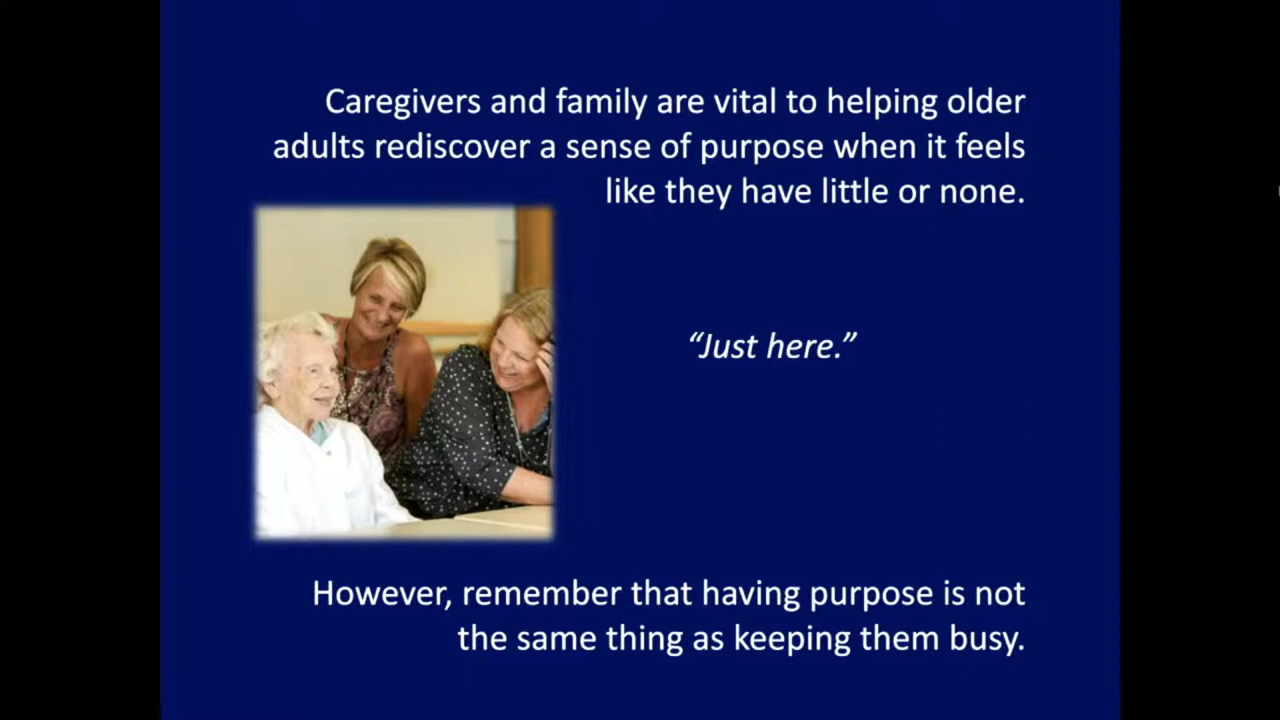 Caregivers and family are vital to helping older
adults rediscover a sense of purpose when it feels
like they have little or none.
“Just here.”
However, remember that having purpose is not
the same thing as keeping them busy.